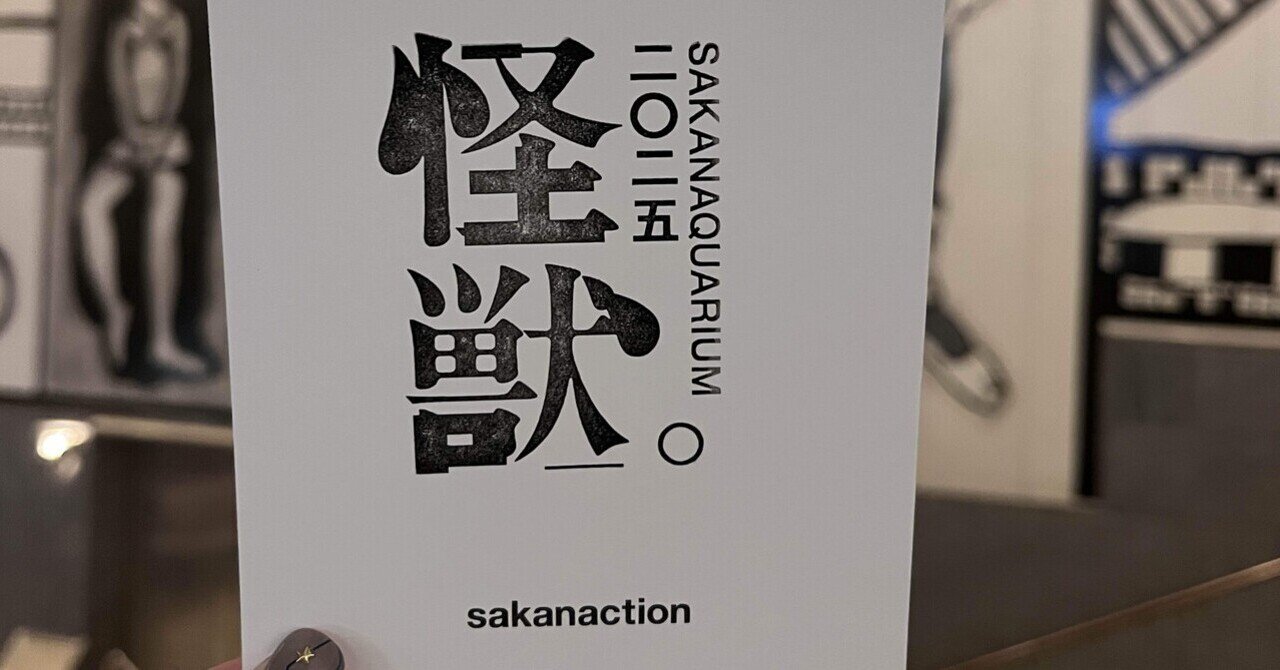 SAKANAQUARIUM
二〇二五
怪獣
sakanaction